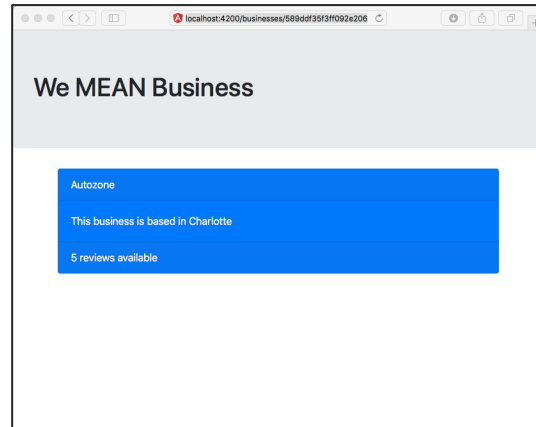 localhost:4200/businesses/589ddf35f3ff092e206
We MEAN Business
Autozone
This business is based in Charlotte
5 reviews available